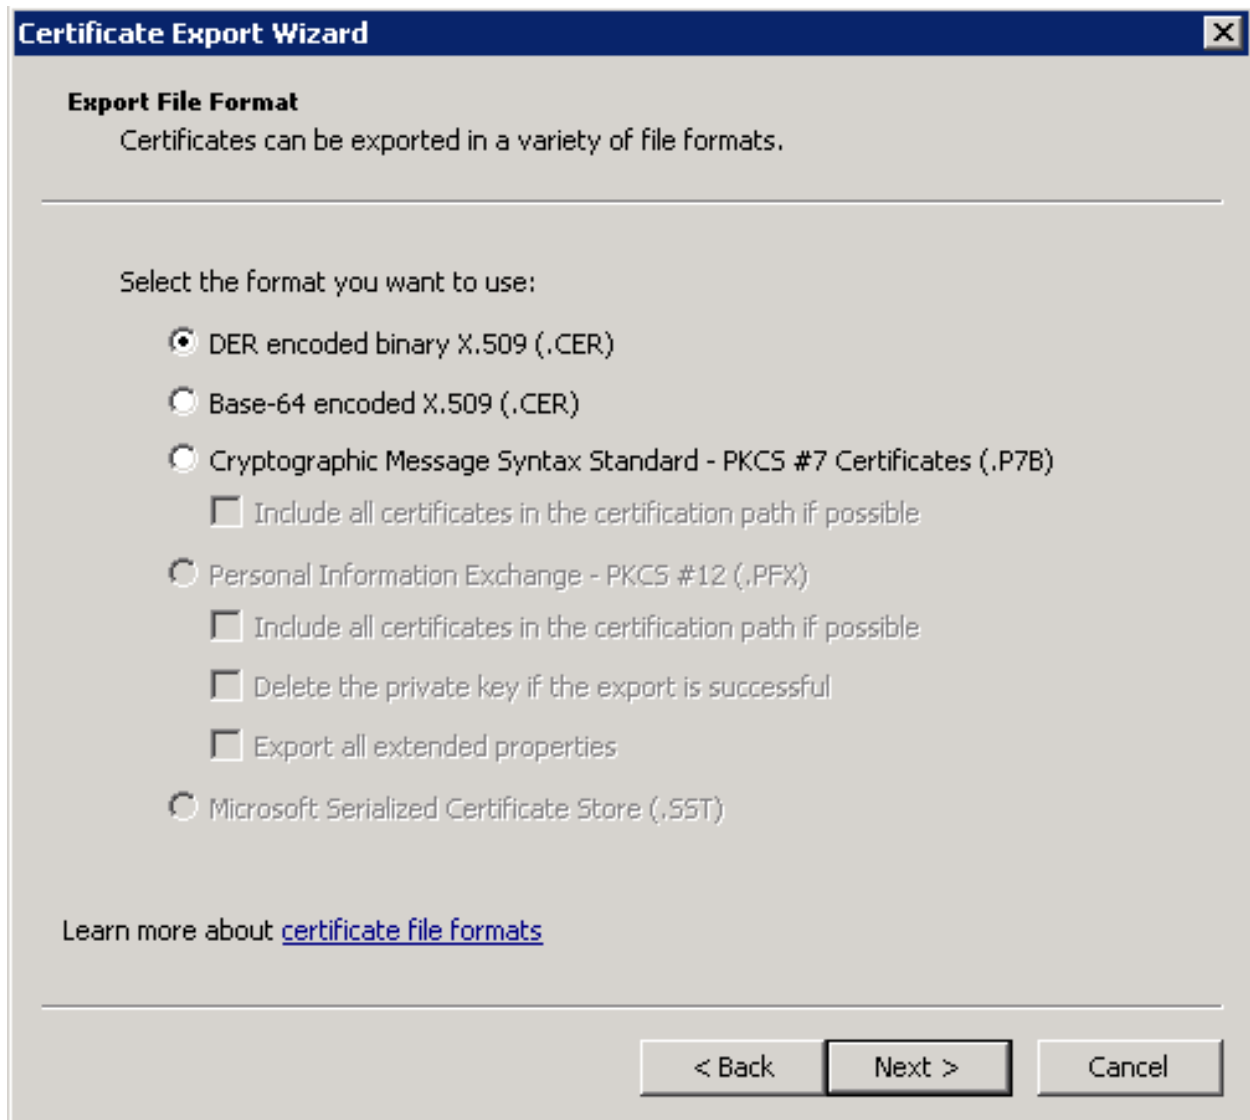 Certificate Export Wizard
Export File Format
Certificates can be exported in a variety of file formats.
Select the format you want to use:
DER encoded binary X.509 (.CER)
Base-64 encoded X.509 (.CER)
Cryptographic Message Syntax Standard - PKCS #7 Certificates (.P7B)
Include all certificates in the certification path if possible
Personal Information Exchange - PKCS #12 (.PFX)
Include all certificates in the certification path if possible
Delete the private key if the export is successful
Export all extended properties
Microsoft Serialized Certificate Store (.SST)
Learn more about certificate file formats
< Back Next > Cancel